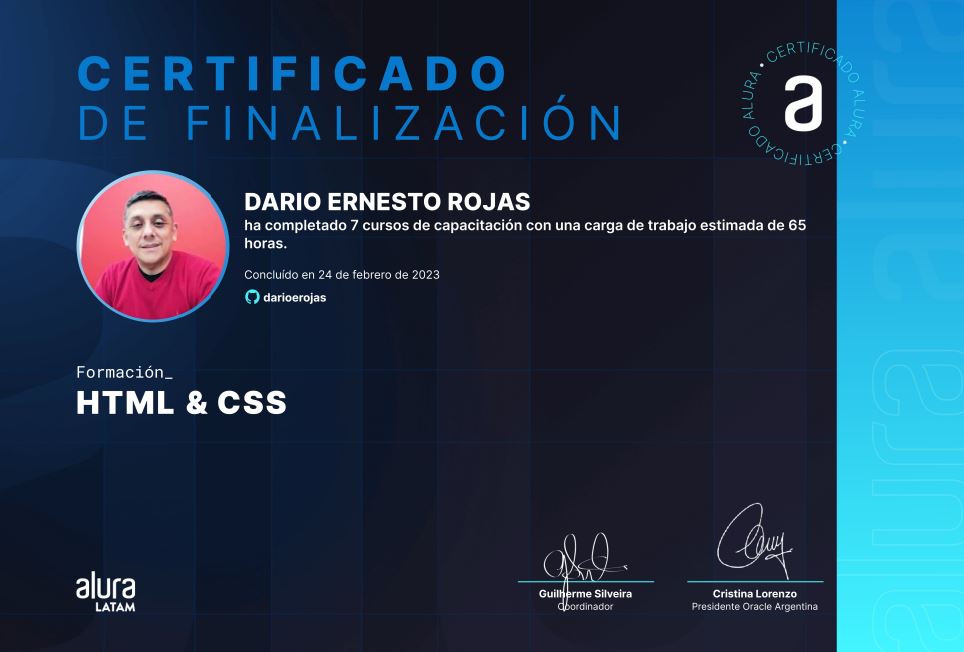 CERTIFICADO
DE FINALIZACIÓN
CERTIFICADO ALURA • CERTIFICADO ALURA •
a
DARIO ERNESTO ROJAS
ha completado 7 cursos de capacitación con una carga de trabajo estimada de 65
horas.
Concluído en 24 de febrero de 2023
darioerojas
Formación_
HTML & CSS
alura
LATAM
Guilherme Silveira
Coordinador
Cristina Lorenzo
Presidente Oracle Argentina
alura
alura